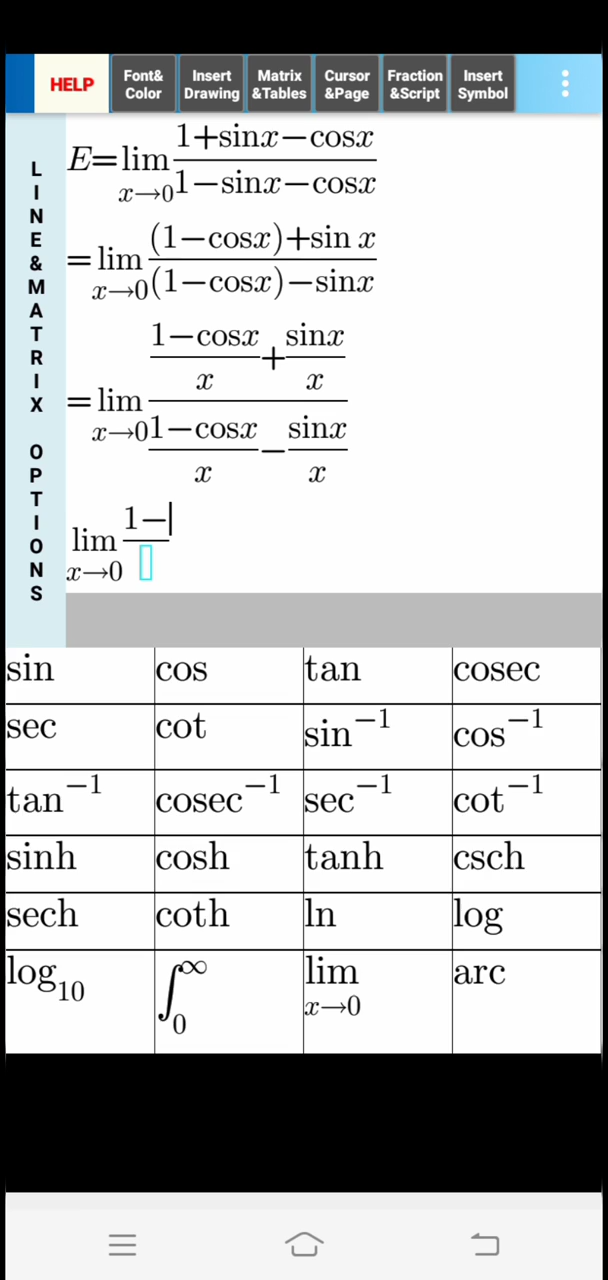 HELP
Font& Color
Insert Drawing
Matrix &Tables
Cursor &Page
Fraction &Script
Insert Symbol
LINE&MATRIX OPTIONS
E=lim x→0 (1+sinx−cosx)/(1−sinx−cosx)
=lim x→0 ((1−cosx)+sin x)/((1−cosx)−sinx)
=lim x→0 ((1−cosx)/x+(sinx)/x)/((1−cosx)/x−(sinx)/x)
lim x→0 1−
sin cos tan cosec
sec cot sin⁻¹ cos⁻¹
tan⁻¹ cosec⁻¹ sec⁻¹ cot⁻¹
sinh cosh tanh csch
sech coth ln log
log₁₀ ∫₀^∞ lim x→0 arc